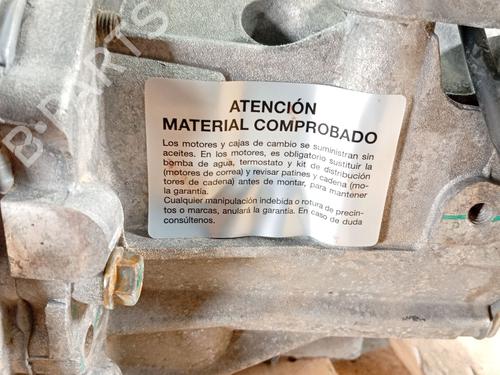 B-PARTS
ATENCIÓN
MATERIAL COMPROBADO
Los motores y cajas de cambio se suministran sin
aceites. En los motores, es obligatorio sustituir la
bomba de agua, termostato y kit de distribución
(motores de correa) y revisar patines y cadena (mo-
tores de cadena) antes de montar, para mantener
la garantía.
Cualquier manipulación indebida o rotura de precin-
tos o marcas, anulará la garantía. En caso de duda
consúltenos.